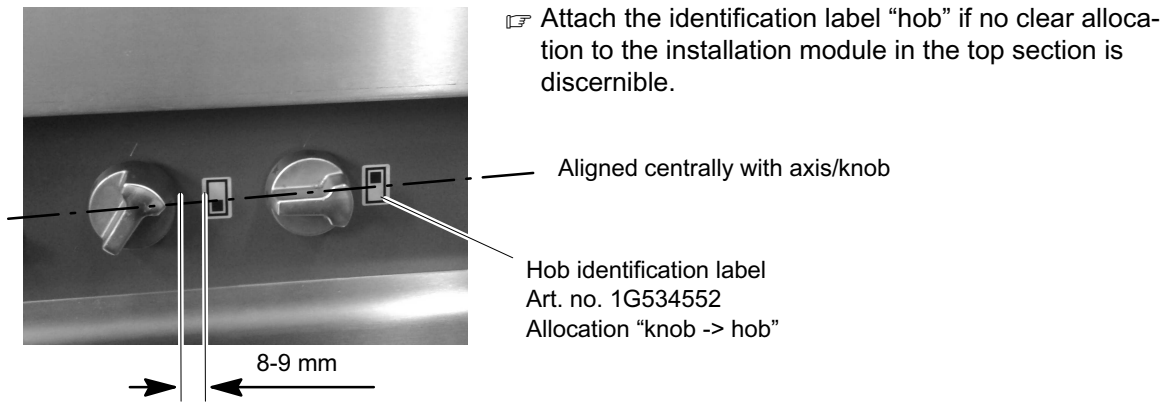 ☞ Attach the identification label “hob” if no clear alloca-
tion to the installation module in the top section is
discernible.
Aligned centrally with axis/knob
Hob identification label
Art. no. 1G534552
Allocation “knob -> hob”
8-9 mm